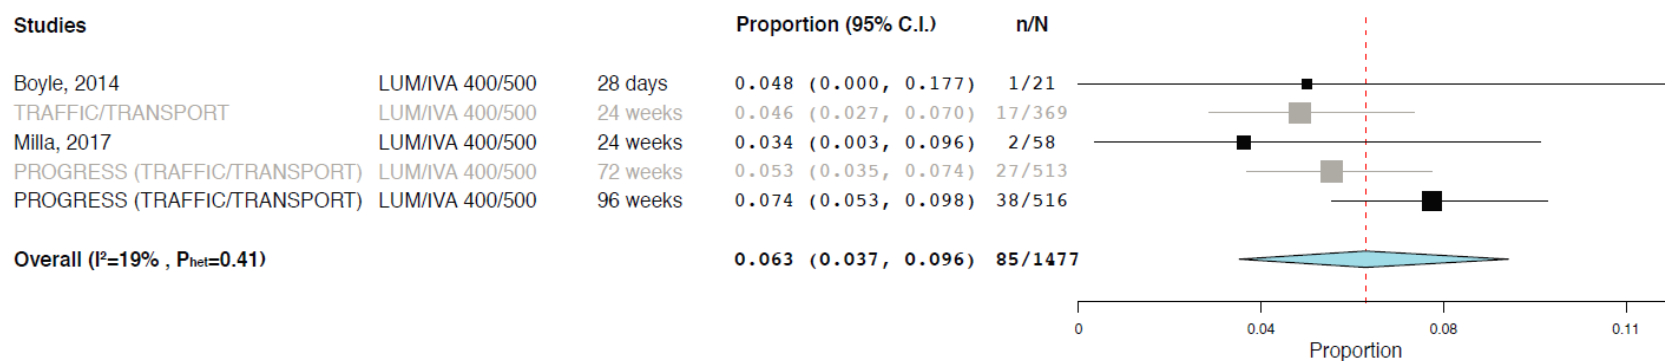 Studies Proportion (95% C.I.) n/N
Boyle, 2014 LUM/IVA 400/500 28 days 0.048 (0.000, 0.177) 1/21
TRAFFIC/TRANSPORT LUM/IVA 400/500 24 weeks 0.046 (0.027, 0.070) 17/369
Milla, 2017 LUM/IVA 400/500 24 weeks 0.034 (0.003, 0.096) 2/58
PROGRESS (TRAFFIC/TRANSPORT) LUM/IVA 400/500 72 weeks 0.053 (0.035, 0.074) 27/513
PROGRESS (TRAFFIC/TRANSPORT) LUM/IVA 400/500 96 weeks 0.074 (0.053, 0.098) 38/516
Overall (I²=19% , Phet=0.41) 0.063 (0.037, 0.096) 85/1477
0 0.04 0.08 0.11
Proportion